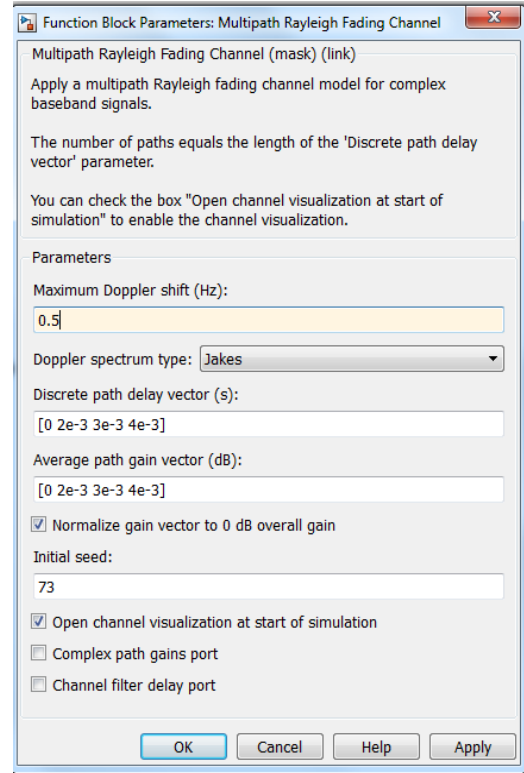 Function Block Parameters: Multipath Rayleigh Fading Channel
Multipath Rayleigh Fading Channel (mask) (link)
Apply a multipath Rayleigh fading channel model for complex
baseband signals.
The number of paths equals the length of the 'Discrete path delay
vector' parameter.
You can check the box "Open channel visualization at start of
simulation" to enable the channel visualization.
Parameters
Maximum Doppler shift (Hz):
0.5
Doppler spectrum type: Jakes
Discrete path delay vector (s):
[0 2e-3 3e-3 4e-3]
Average path gain vector (dB):
[0 2e-3 3e-3 4e-3]
Normalize gain vector to 0 dB overall gain
Initial seed:
73
Open channel visualization at start of simulation
Complex path gains port
Channel filter delay port
OK Cancel Help Apply